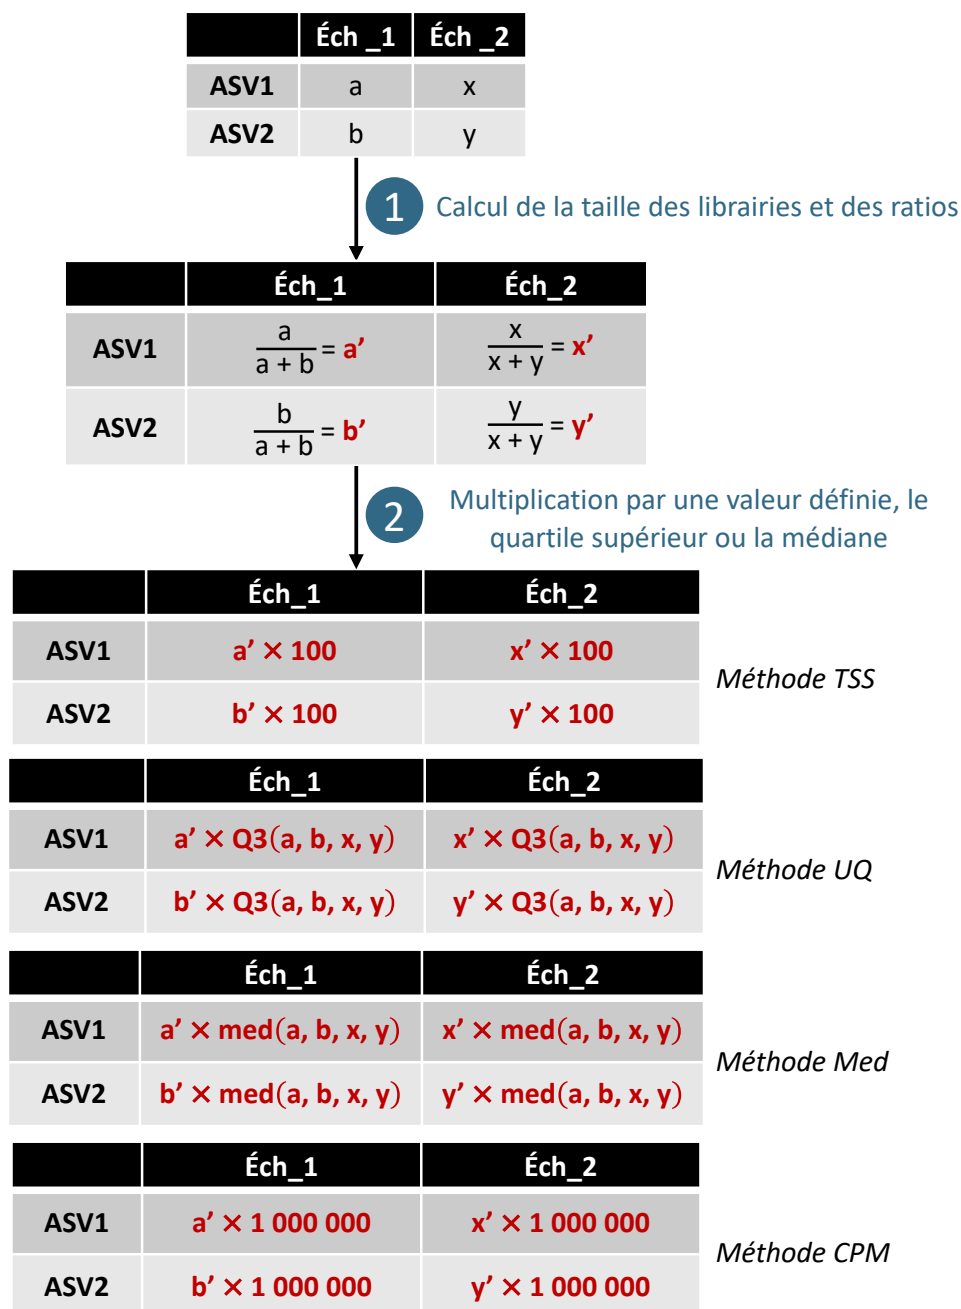 Éch _1 Éch _2
ASV1 a x
ASV2 b y
1 Calcul de la taille des librairies et des ratios
Éch_1 Éch_2
ASV1 a / a + b = a’ x / x + y = x’
ASV2 b / a + b = b’ y / x + y = y’
2 Multiplication par une valeur définie, le
quartile supérieur ou la médiane
Éch_1 Éch_2
ASV1 a’ × 100 x’ × 100
ASV2 b’ × 100 y’ × 100
Méthode TSS
Éch_1 Éch_2
ASV1 a’ × Q3(a, b, x, y) x’ × Q3(a, b, x, y)
ASV2 b’ × Q3(a, b, x, y) y’ × Q3(a, b, x, y)
Méthode UQ
Éch_1 Éch_2
ASV1 a’ × med(a, b, x, y) x’ × med(a, b, x, y)
ASV2 b’ × med(a, b, x, y) y’ × med(a, b, x, y)
Méthode Med
Éch_1 Éch_2
ASV1 a’ × 1 000 000 x’ × 1 000 000
ASV2 b’ × 1 000 000 y’ × 1 000 000
Méthode CPM